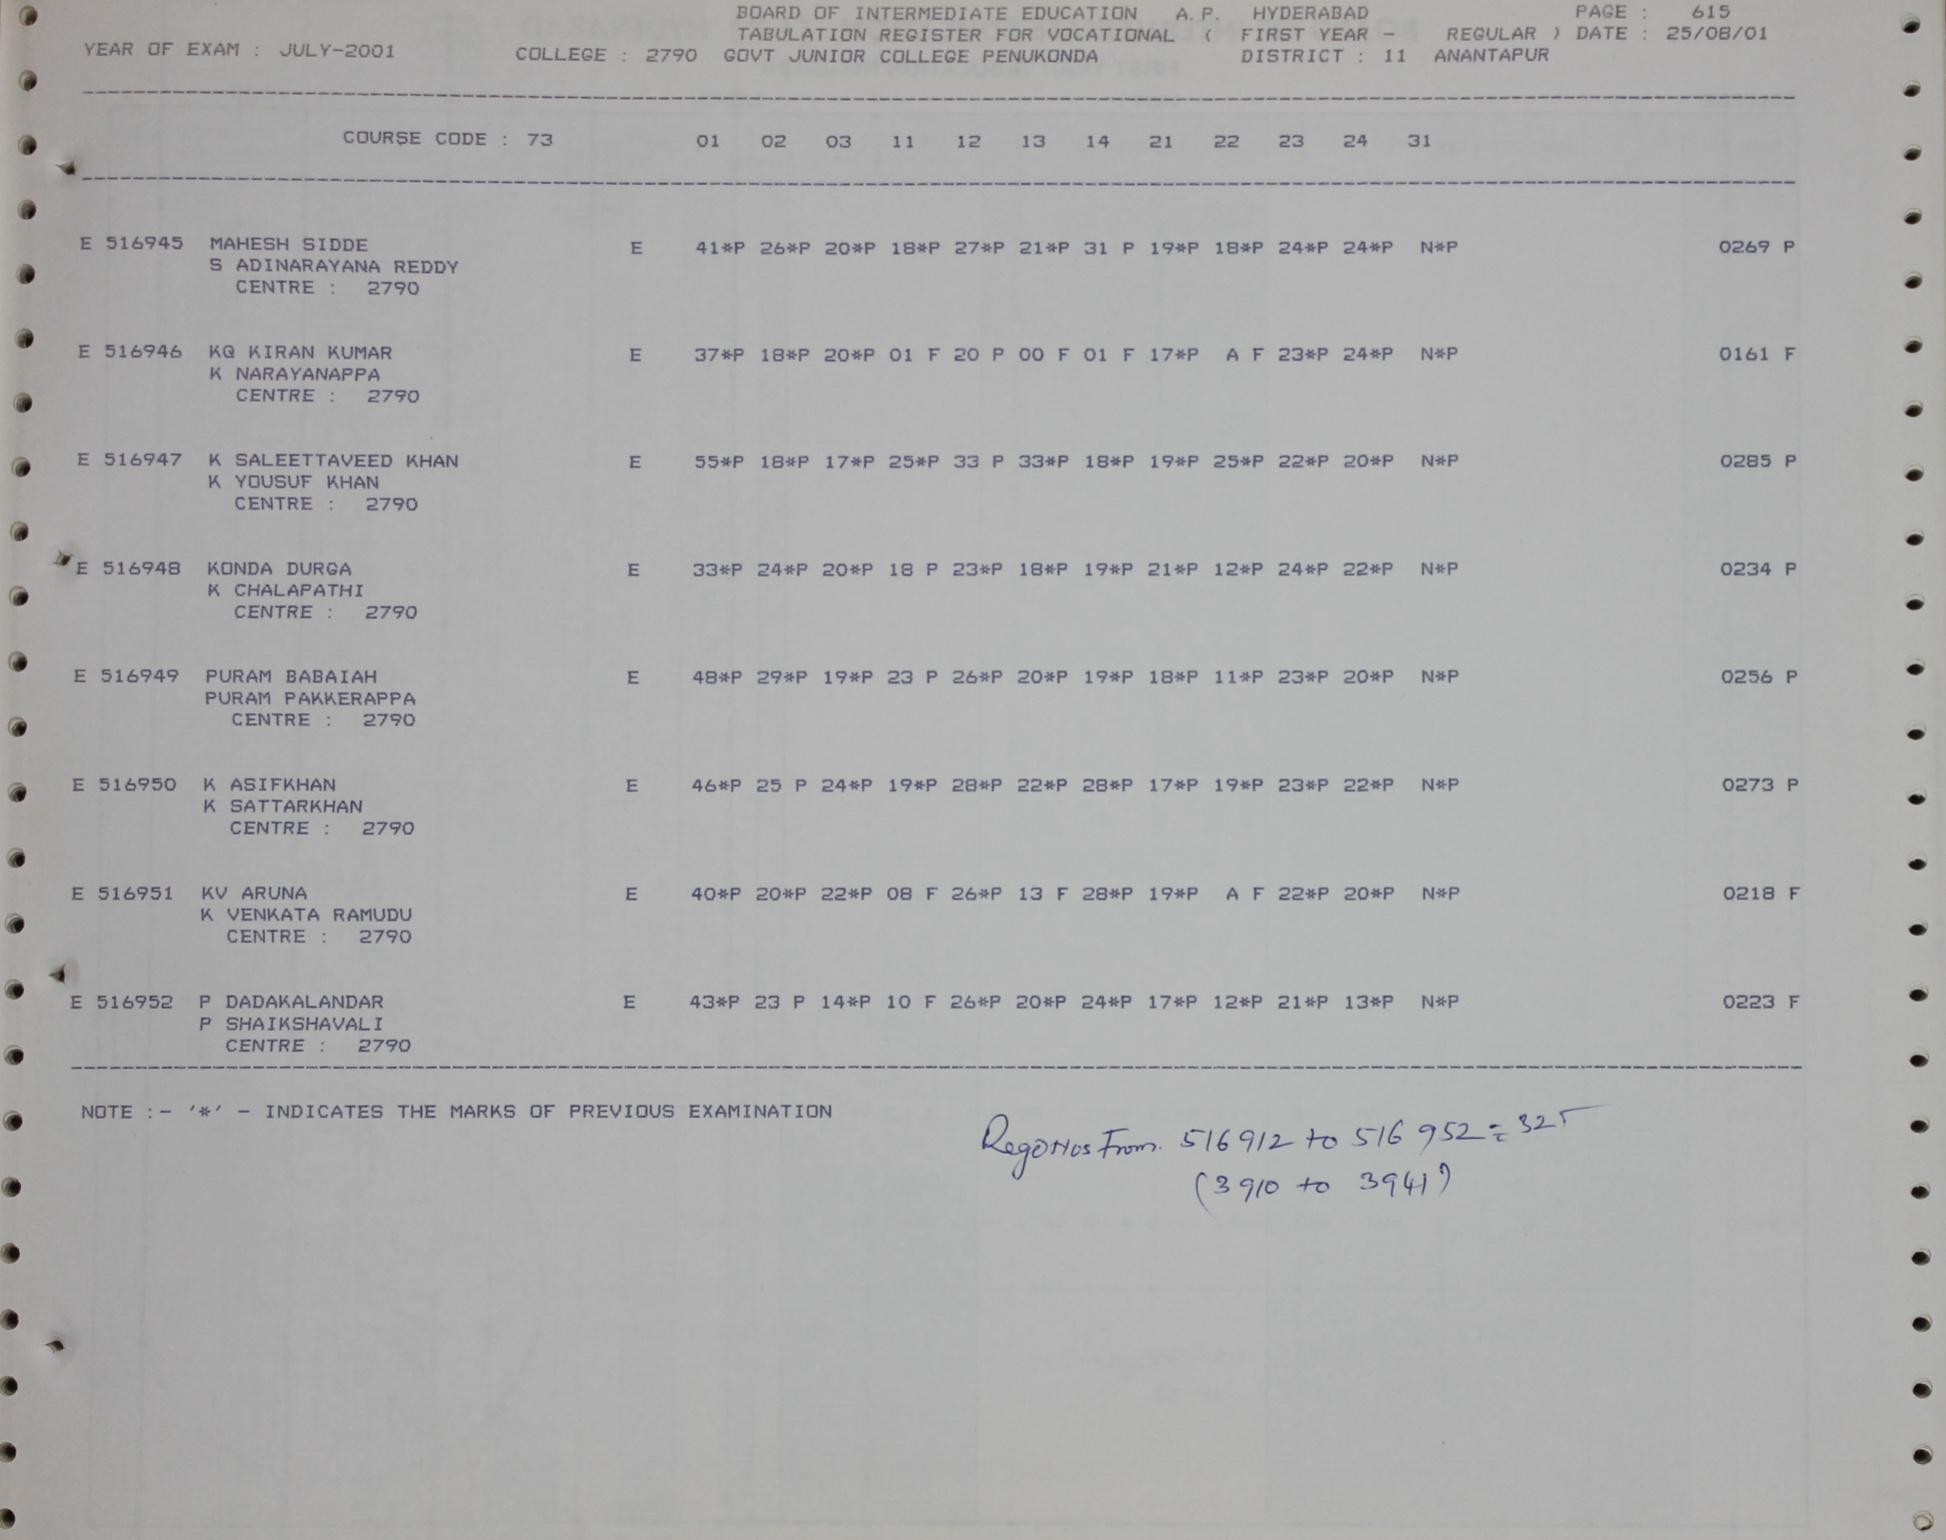 BOARD OF INTERMEDIATE EDUCATION A.P. HYDERABAD PAGE : 615
TABULATION REGISTER FOR VOCATIONAL ( FIRST YEAR - REGULAR ) DATE : 25/08/01
YEAR OF EXAM : JULY-2001 COLLEGE : 2790 GOVT JUNIOR COLLEGE PENUKONDA DISTRICT : 11 ANANTAPUR
COURSE CODE : 73 01 02 03 11 12 13 14 21 22 23 24 31
E 516945 MAHESH SIDDE E 41*P 26*P 20*P 18*P 27*P 21*P 31 P 19*P 18*P 24*P 24*P N*P 0269 P
S ADINARAYANA REDDY
CENTRE : 2790
E 516946 KQ KIRAN KUMAR E 37*P 18*P 20*P 01 F 20 P 00 F 01 F 17*P A F 23*P 24*P N*P 0161 F
K NARAYANAPPA
CENTRE : 2790
E 516947 K SALEETTAVEED KHAN E 55*P 18*P 17*P 25*P 33 P 33*P 18*P 19*P 25*P 22*P 20*P N*P 0285 P
K YOUSUF KHAN
CENTRE : 2790
E 516948 KONDA DURGA E 33*P 24*P 20*P 18 P 23*P 18*P 19*P 21*P 12*P 24*P 22*P N*P 0234 P
K CHALAPATHI
CENTRE : 2790
E 516949 PURAM BABAIAH E 48*P 29*P 19*P 23 P 26*P 20*P 19*P 18*P 11*P 23*P 20*P N*P 0256 P
PURAM PAKKERAPPA
CENTRE : 2790
E 516950 K ASIFKHAN E 46*P 25 P 24*P 19*P 28*P 22*P 28*P 17*P 19*P 23*P 22*P N*P 0273 P
K SATTARKHAN
CENTRE : 2790
E 516951 KV ARUNA E 40*P 20*P 22*P 08 F 26*P 13 F 28*P 19*P A F 22*P 20*P N*P 0218 F
K VENKATA RAMUDU
CENTRE : 2790
E 516952 P DADAKALANDAR E 43*P 23 P 14*P 10 F 26*P 20*P 24*P 17*P 12*P 21*P 13*P N*P 0223 F
P SHAIKSHAVALI
CENTRE : 2790
NOTE :- '*' - INDICATES THE MARKS OF PREVIOUS EXAMINATION
From 516912 to 516952 =
(3910 to 3941)